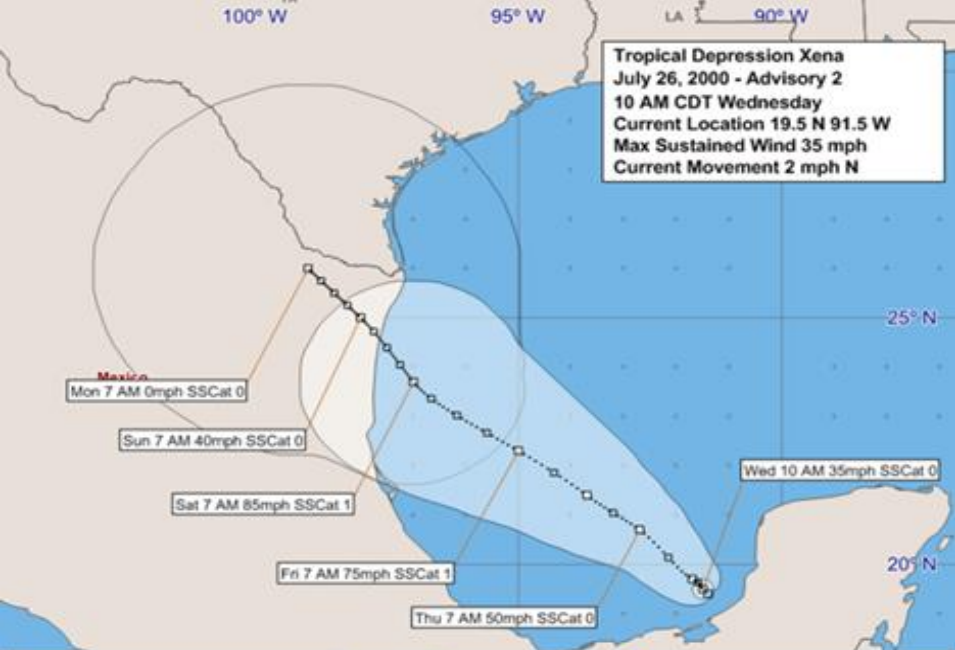 100° W
95° W
LA
90° W
Tropical Depression Xena
July 26, 2000 - Advisory 2
10 AM CDT Wednesday
Current Location 19.5 N 91.5 W
Max Sustained Wind 35 mph
Current Movement 2 mph N
25° N
Mexico
Mon 7 AM 0mph SSCat 0
Sun 7 AM 40mph SSCat 0
Wed 10 AM 35mph SSCat 0
Sat 7 AM 85mph SSCat 1
Fri 7 AM 75mph SSCat 1
20° N
Thu 7 AM 50mph SSCat 0